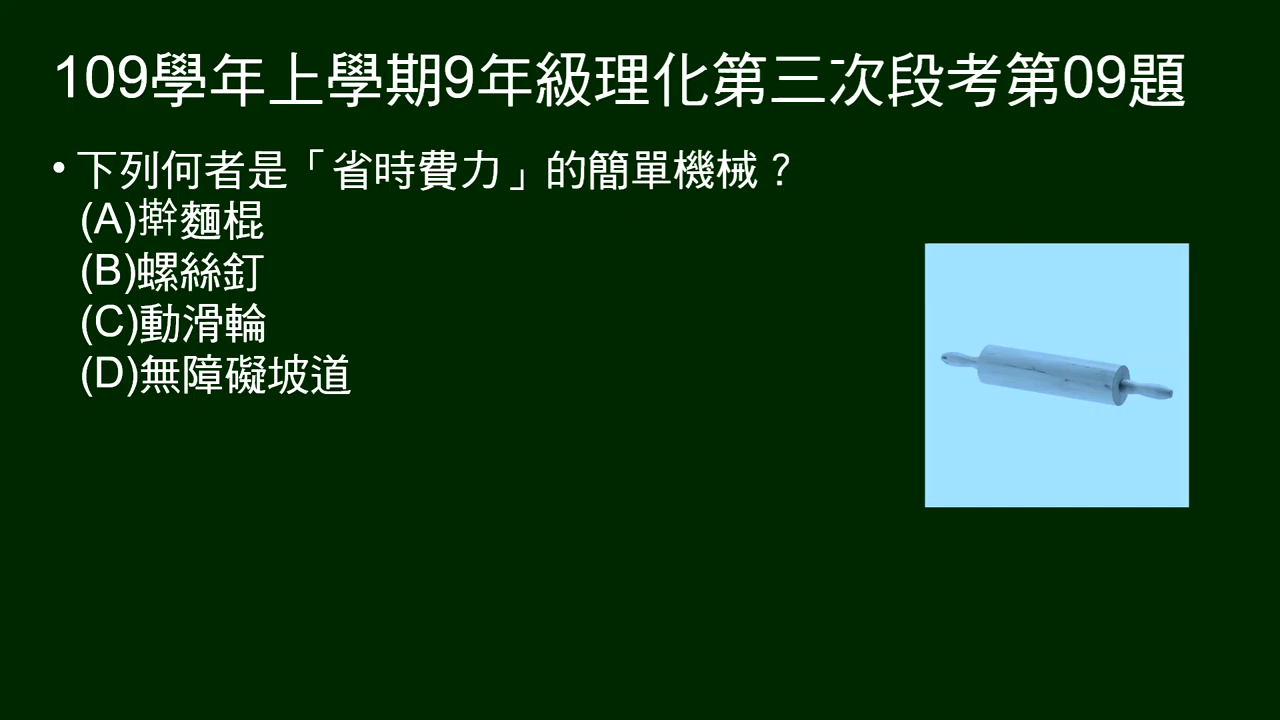 109學年上學期9年級理化第三次段考第09題
• 下列何者是「省時費力」的簡單機械？
(A)擀麵棍
(B)螺絲釘
(C)動滑輪
(D)無障礙坡道